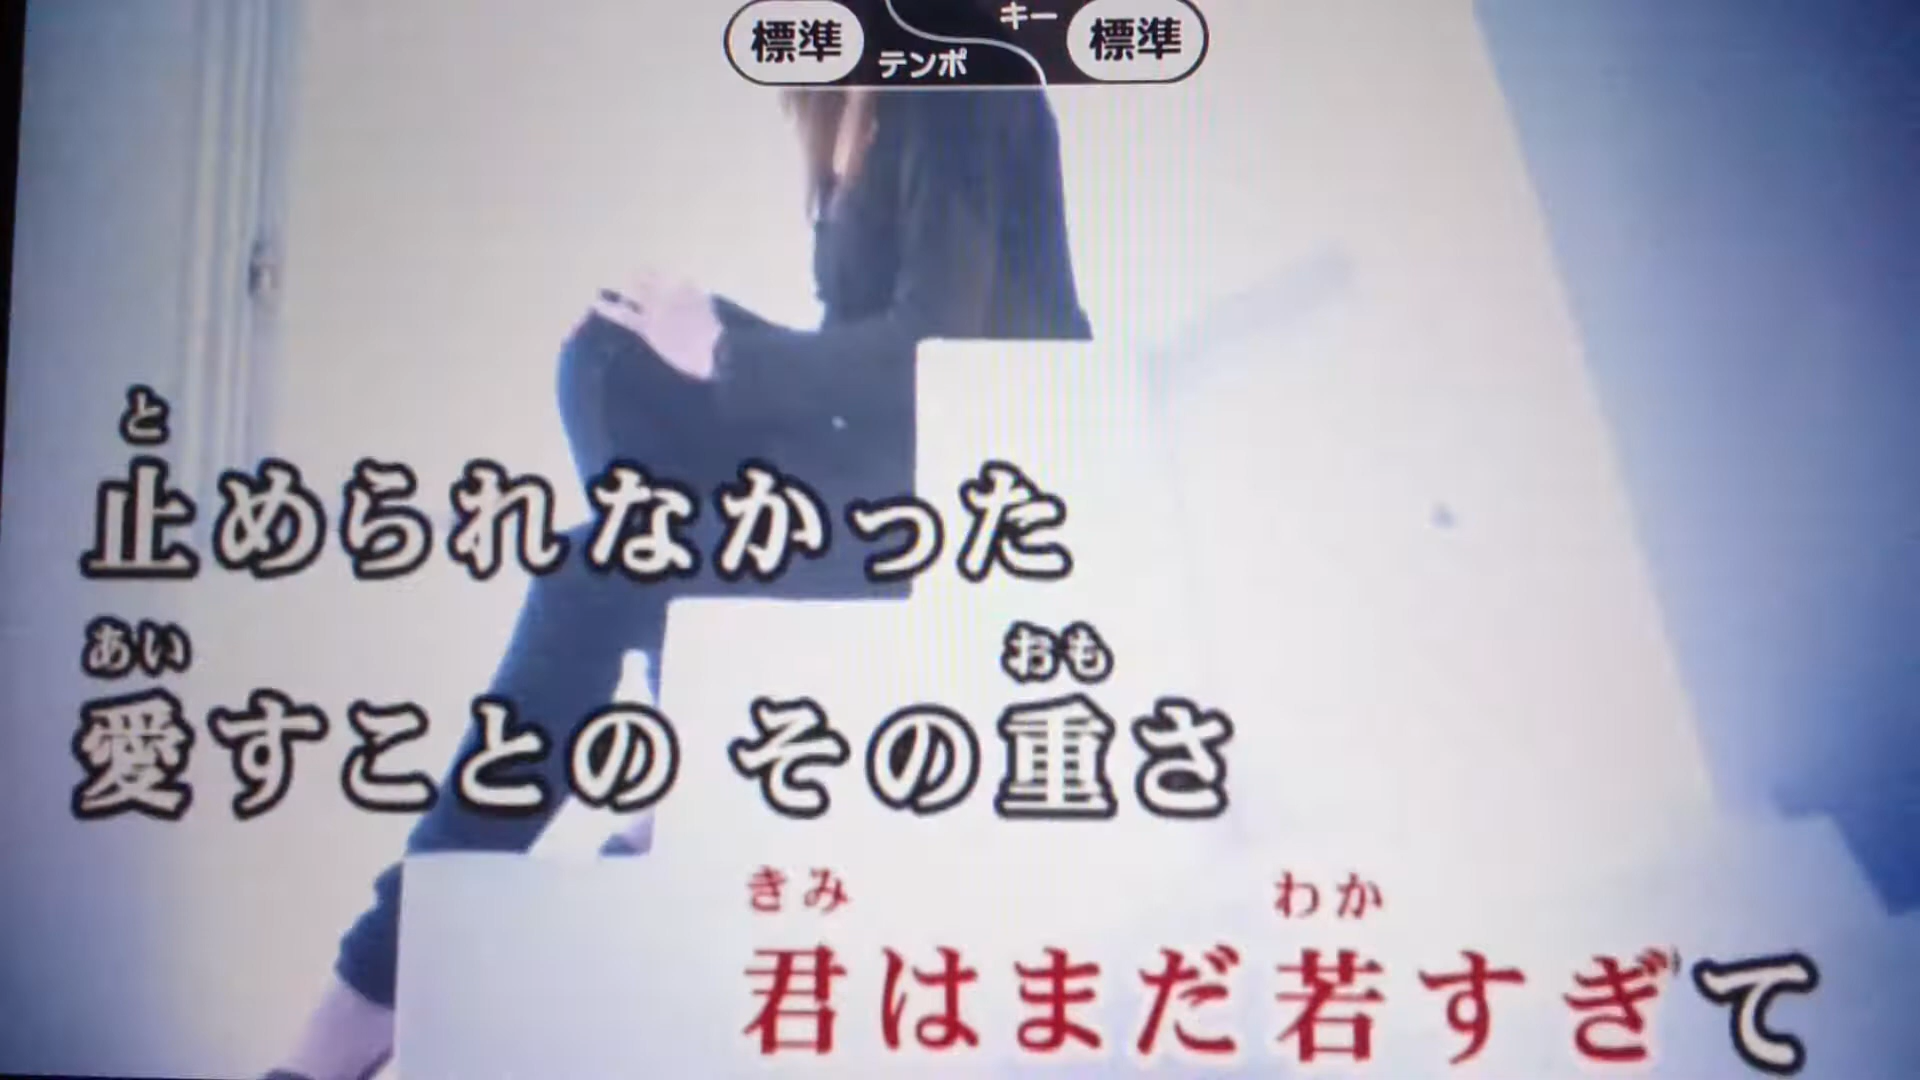 標準 テンポ キー 標準
と
止められなかった
あい おも
愛すことの その重さ
きみ わか
君はまだ若すぎて